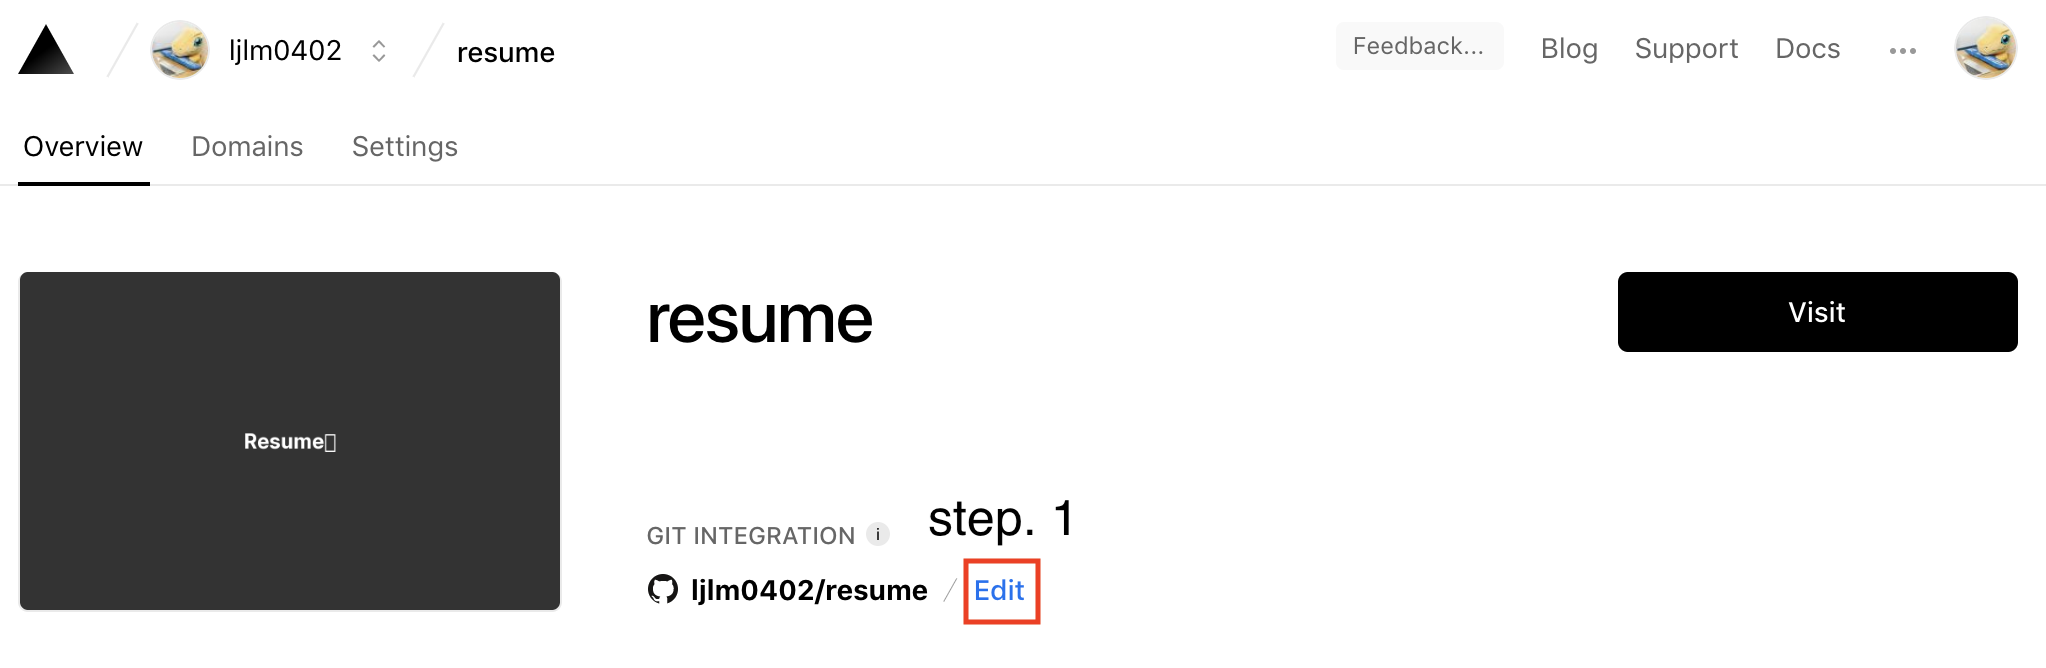 ljlm0402 resume Feedback... Blog Support Docs
Overview Domains Settings
resume
Visit
Resume
step. 1
GIT INTEGRATION i
ljlm0402/resume / Edit